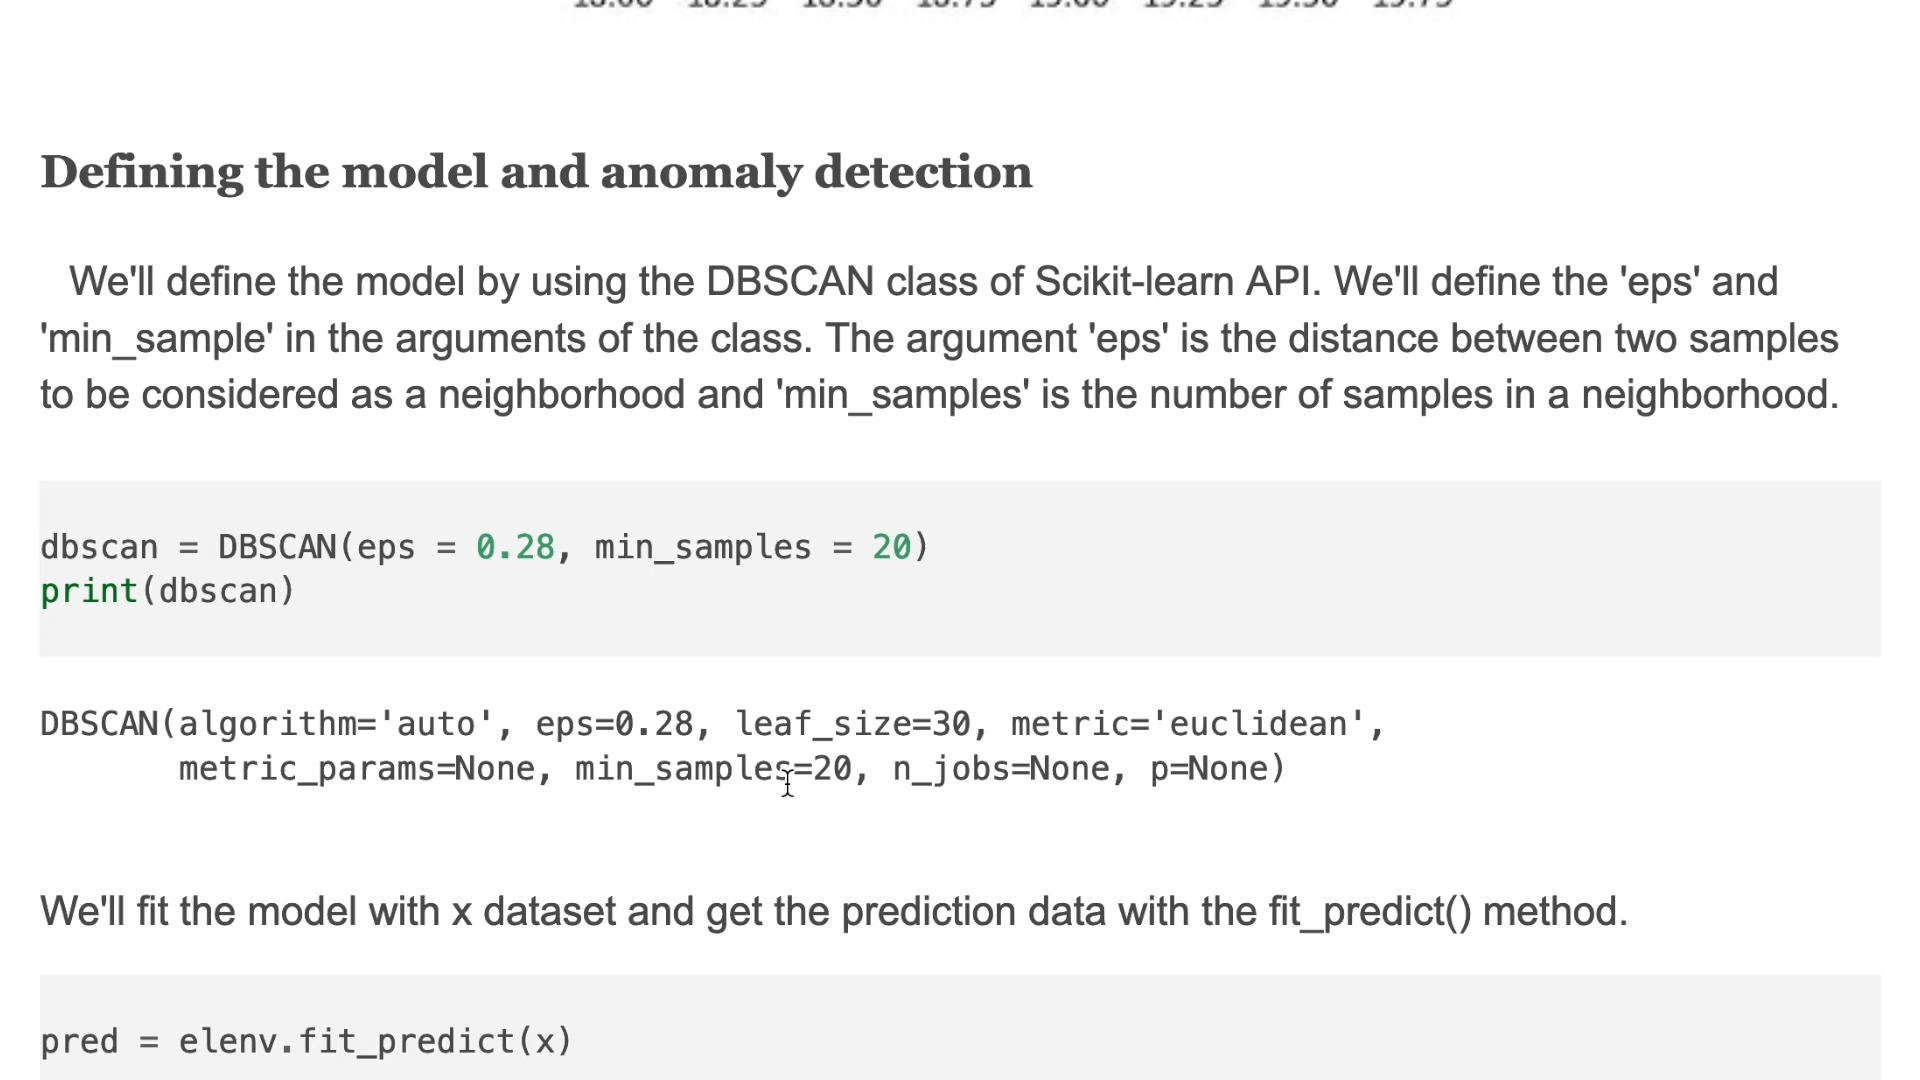 Defining the model and anomaly detection
We'll define the model by using the DBSCAN class of Scikit-learn API. We'll define the 'eps' and
'min_sample' in the arguments of the class. The argument 'eps' is the distance between two samples
to be considered as a neighborhood and 'min_samples' is the number of samples in a neighborhood.
dbscan = DBSCAN(eps = 0.28, min_samples = 20)
print(dbscan)
DBSCAN(algorithm='auto', eps=0.28, leaf_size=30, metric='euclidean',
metric_params=None, min_samples=20, n_jobs=None, p=None)
We'll fit the model with x dataset and get the prediction data with the fit_predict() method.
pred = elenv.fit_predict(x)